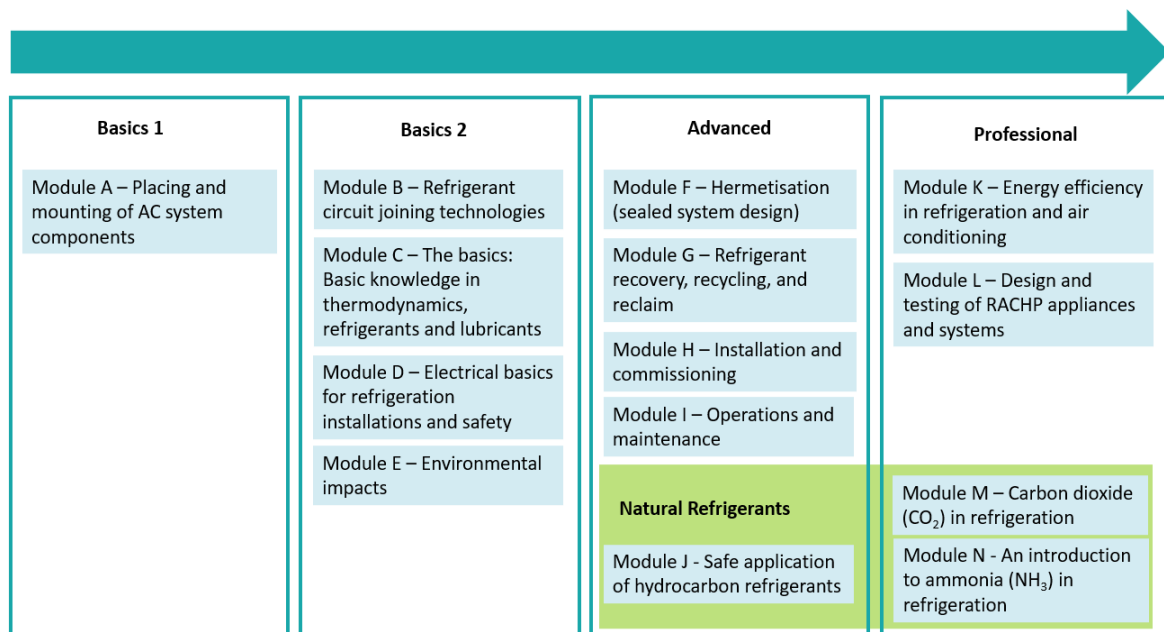 Basics 1
Module A – Placing and
mounting of AC system
components
Basics 2
Module B – Refrigerant
circuit joining technologies
Module C – The basics:
Basic knowledge in
thermodynamics,
refrigerants and lubricants
Module D – Electrical basics
for refrigeration
installations and safety
Module E – Environmental
impacts
Advanced
Module F – Hermetisation
(sealed system design)
Module G – Refrigerant
recovery, recycling, and
reclaim
Module H – Installation and
commissioning
Module I – Operations and
maintenance
Natural Refrigerants
Module J - Safe application
of hydrocarbon refrigerants
Professional
Module K – Energy efficiency
in refrigeration and air
conditioning
Module L – Design and
testing of RACHP appliances
and systems
Module M – Carbon dioxide
(CO₂) in refrigeration
Module N - An introduction
to ammonia (NH₃) in
refrigeration